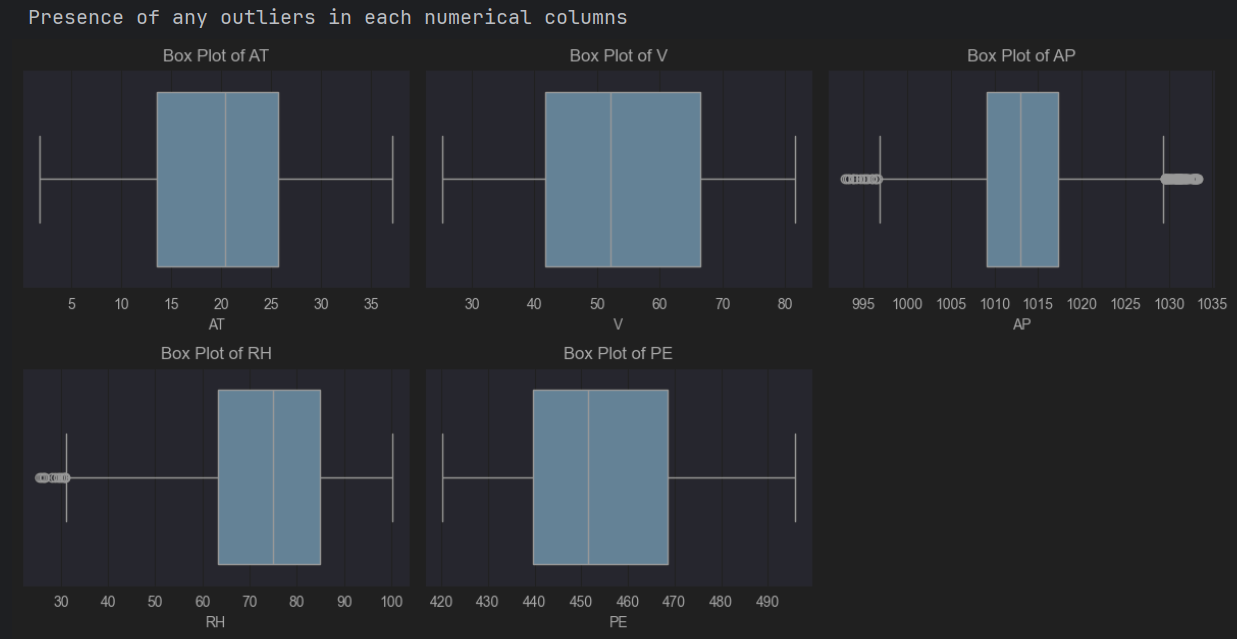 Presence of any outliers in each numerical columns
Box Plot of AT
5 10 15 20 25 30 35
AT
Box Plot of V
30 40 50 60 70 80
V
Box Plot of AP
995 1000 1005 1010 1015 1020 1025 1030 1035
AP
Box Plot of RH
30 40 50 60 70 80 90 100
RH
Box Plot of PE
420 430 440 450 460 470 480 490
PE